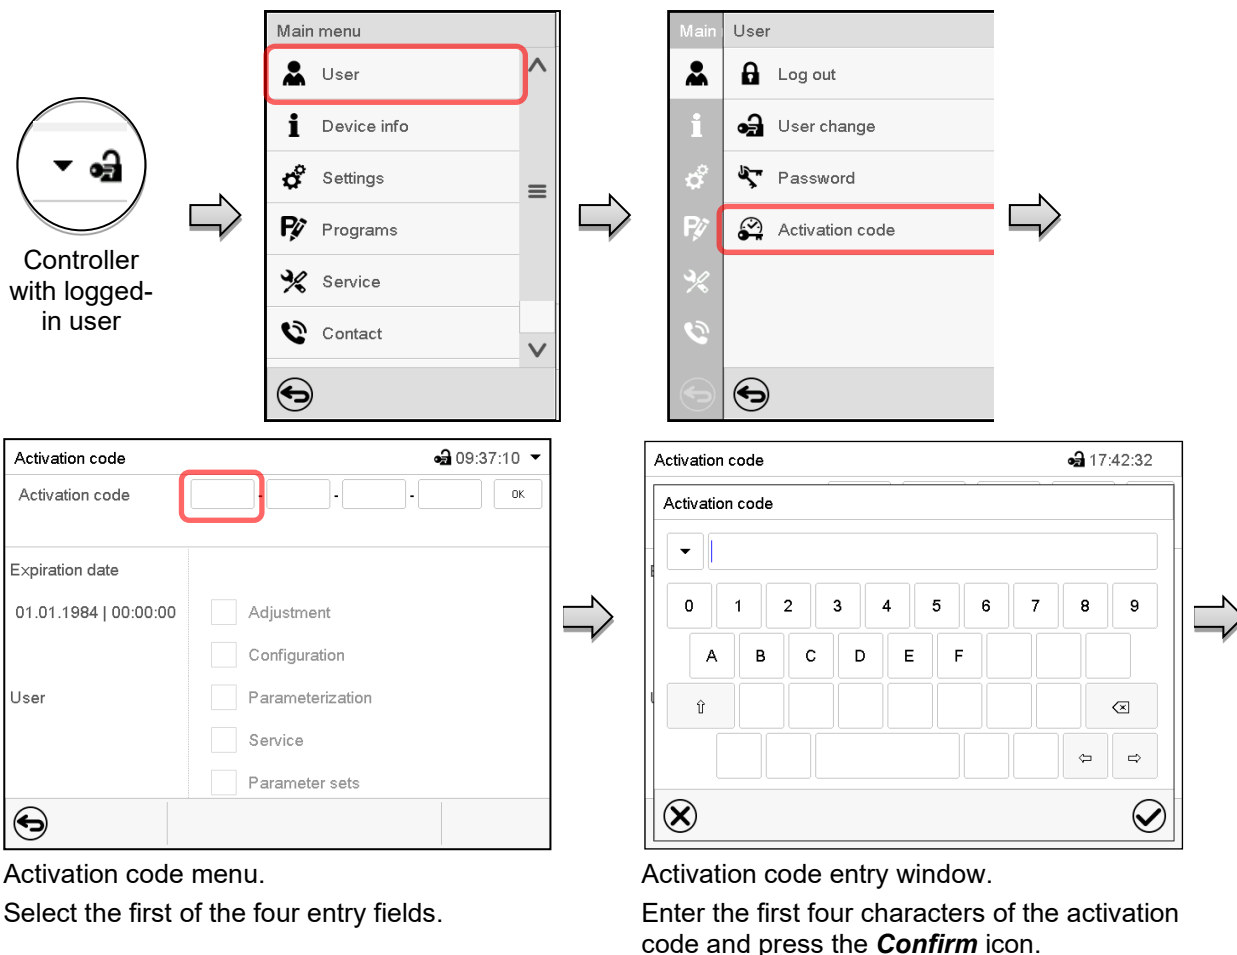 Main menu
User
Device info
Settings
Programs
Service
Contact
Controller
with logged-
in user
Main
User
Log out
User change
Password
Activation code
Activation code
09:37:10
Activation code
-
-
-
OK
Expiration date
01.01.1984 | 00:00:00
Adjustment
Configuration
User
Parameterization
Service
Parameter sets
Activation code menu.
Select the first of the four entry fields.
Activation code
17:42:32
Activation code
0 1 2 3 4 5 6 7 8 9
A B C D E F
Activation code entry window.
Enter the first four characters of the activation
code and press the Confirm icon.